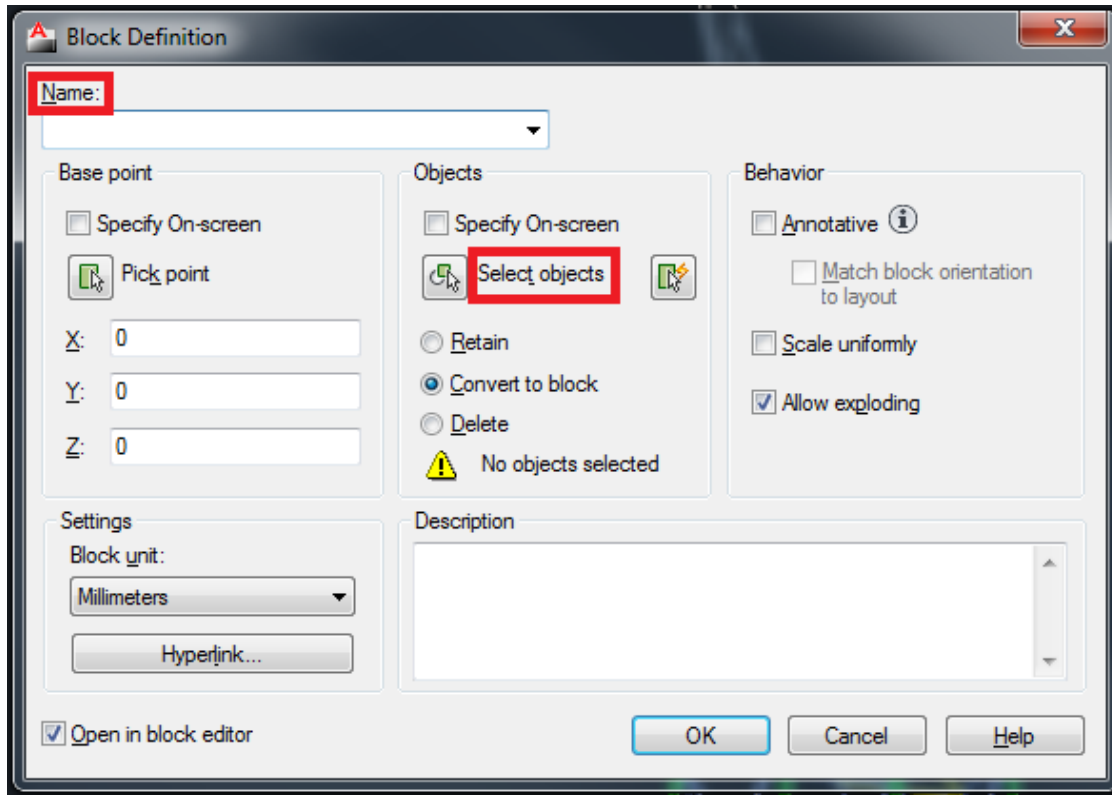 Block Definition
Name:
Base point
Specify On-screen
Pick point
X: 0
Y: 0
Z: 0
Objects
Specify On-screen
Select objects
Retain
Convert to block
Delete
No objects selected
Behavior
Annotative
Match block orientation
to layout
Scale uniformly
Allow exploding
Settings
Block unit:
Millimeters
Hyperlink...
Description
Open in block editor
OK
Cancel
Help